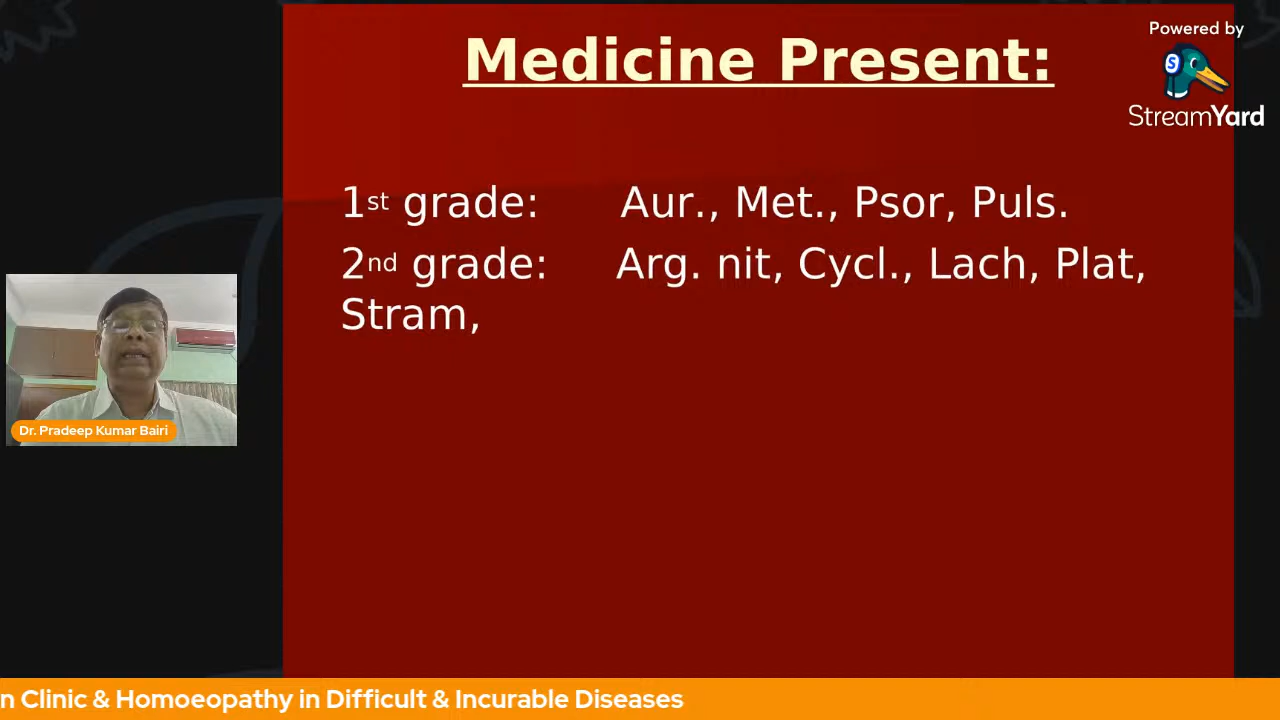 Medicine Present:
Powered by
StreamYard
1st grade: Aur., Met., Psor, Puls.
2nd grade: Arg. nit, Cycl., Lach, Plat,
Stram,
Dr. Pradeep Kumar Bairi
n Clinic & Homoeopathy in Difficult & Incurable Diseases